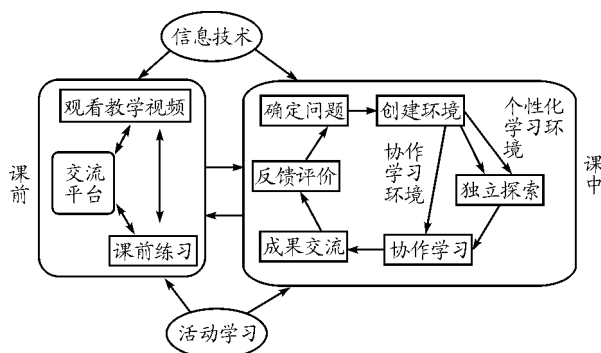 信息技术
观看教学视频
交流
平台
课前练习
课
前
确定问题
创建环境
个性化
学习环
境
协作
学习
环境
反馈评价
独立探索
成果交流
协作学习
课
中
活动学习